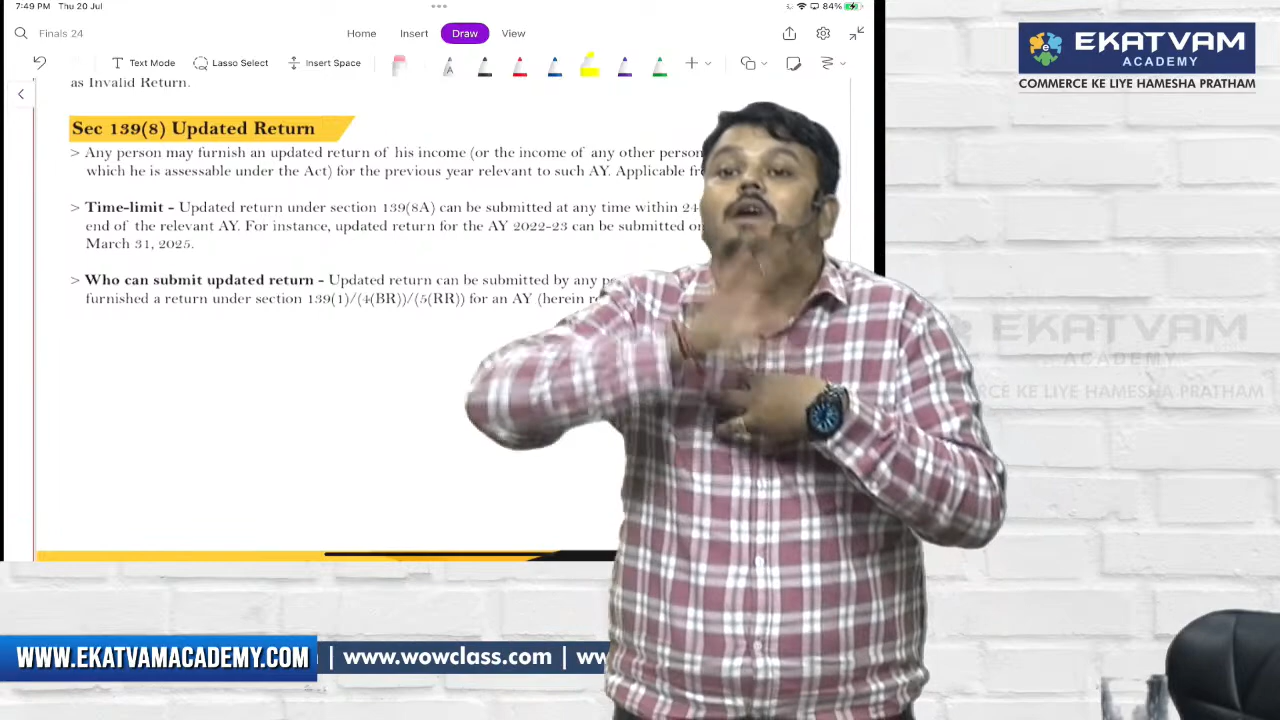 7:49 PM Thu 20 Jul
84%
Finals 24
Home Insert Draw View
Text Mode Lasso Select Insert Space
as Invalid Return.
Sec 139(8) Updated Return
> Any person may furnish an updated return of his income (or the income of any other person
which he is assessable under the Act) for the previous year relevant to such AY. Applicable
> Time-limit - Updated return under section 139(8A) can be submitted at any time within 24
end of the relevant AY. For instance, updated return for the AY 2022-23 can be submitted
March 31, 2025.
> Who can submit updated return - Updated return can be submitted by any
furnished a return under section 139(1)/(4(BR))/(5(RR)) for an AY (herein
EKATVAM
ACADEMY
COMMERCE KE LIYE HAMESHA PRATHAM
EKATVAM
ACADEMY
KE LIYE HAMESHA PRATHAM
WWW.EKATVAMACADEMY.COM | www.wowclass.com |